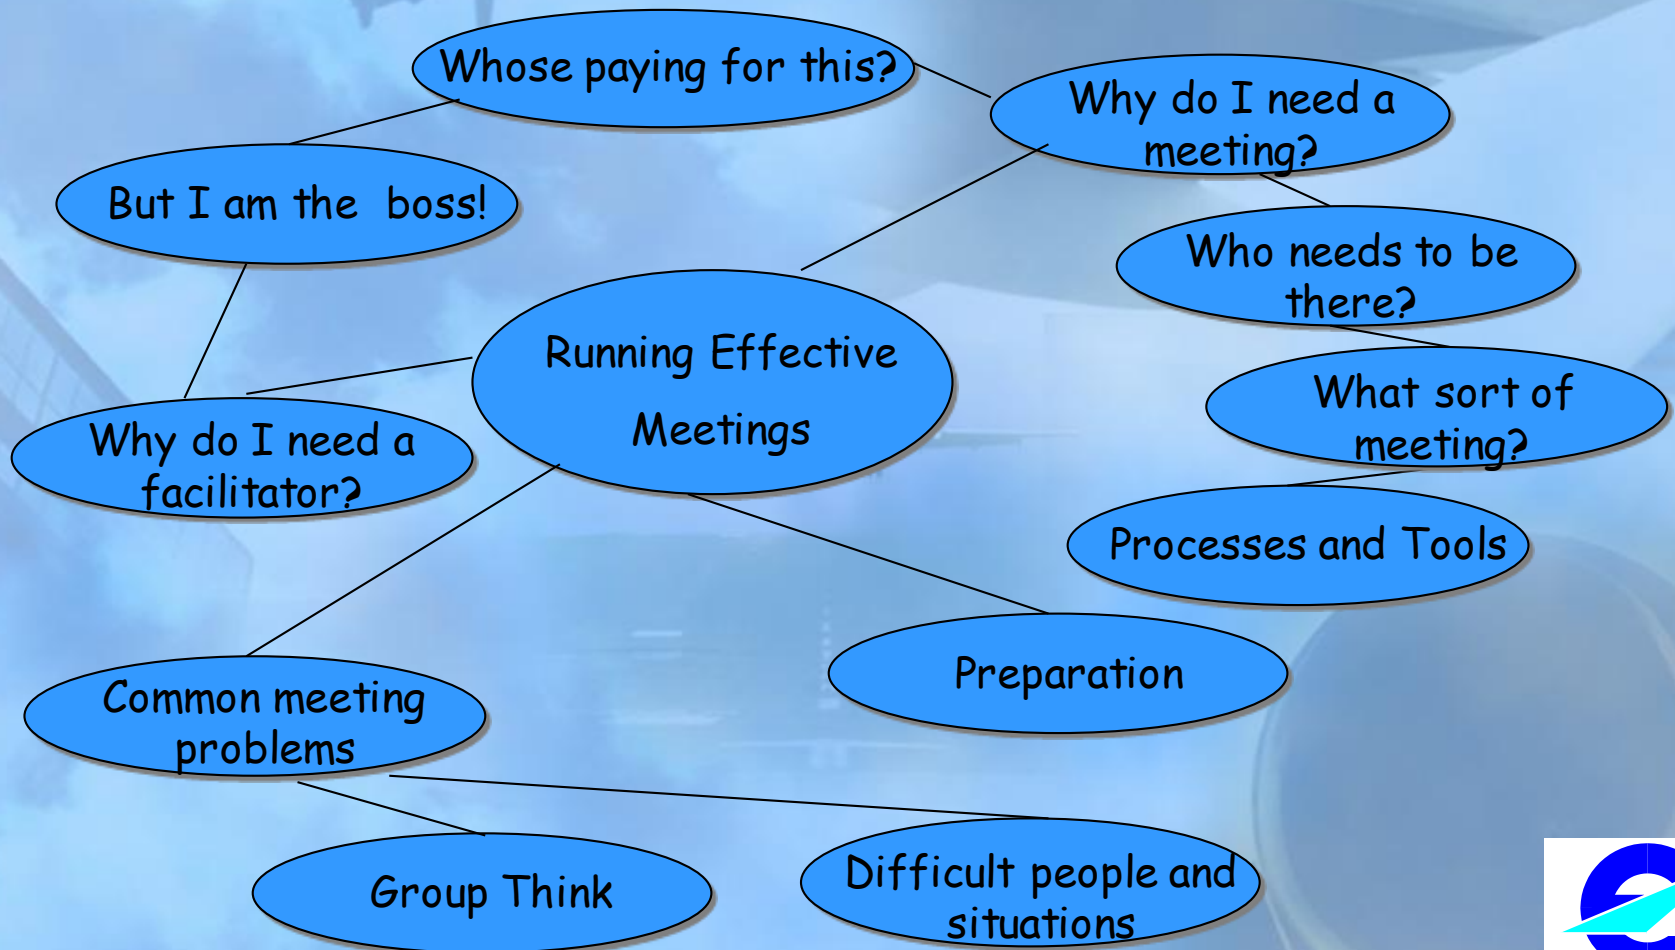 Whose paying for this?
Why do I need a
meeting?
But I am the boss!
Who needs to be
there?
Running Effective
Meetings
What sort of
meeting?
Why do I need a
facilitator?
Processes and Tools
Preparation
Common meeting
problems
Group Think
Difficult people and
situations